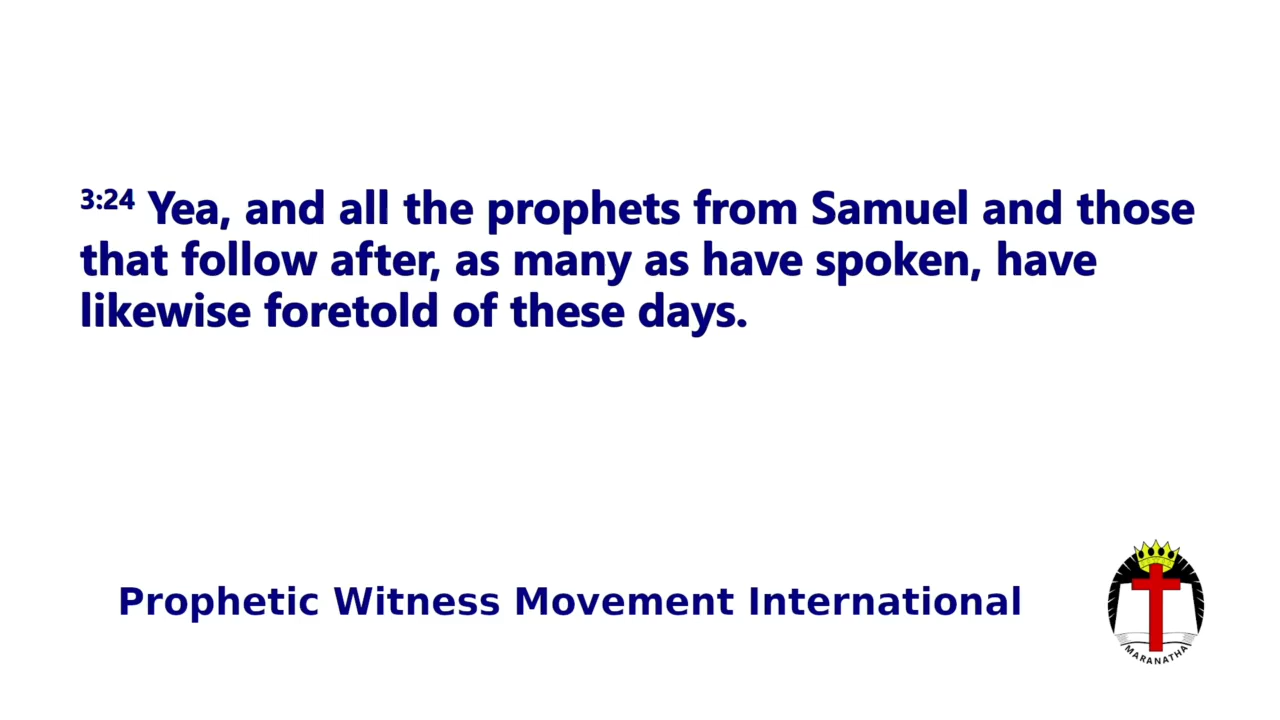 3:24 Yea, and all the prophets from Samuel and those
that follow after, as many as have spoken, have
likewise foretold of these days.
Prophetic Witness Movement International
MARANATHA